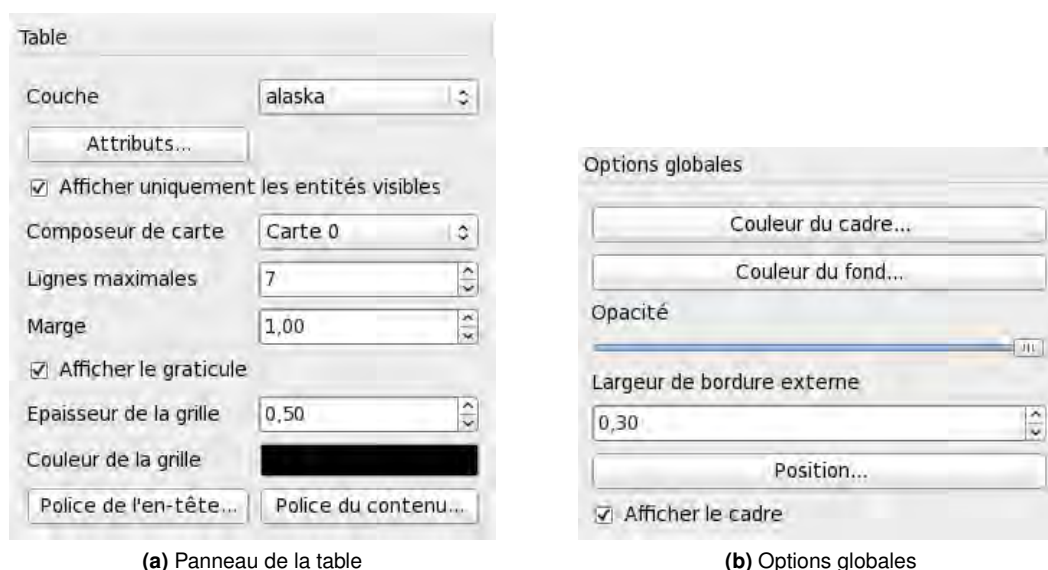 Table
Couche alaska
Attributs...
Afficher uniquement les entités visibles
Composeur de carte Carte 0
Lignes maximales 7
Marge 1,00
Afficher le graticule
Epaisseur de la grille 0,50
Couleur de la grille
Police de l'en-tête... Police du contenu...
(a) Panneau de la table
Options globales
Couleur du cadre...
Couleur du fond...
Opacité
Largeur de bordure externe
0,30
Position...
Afficher le cadre
(b) Options globales